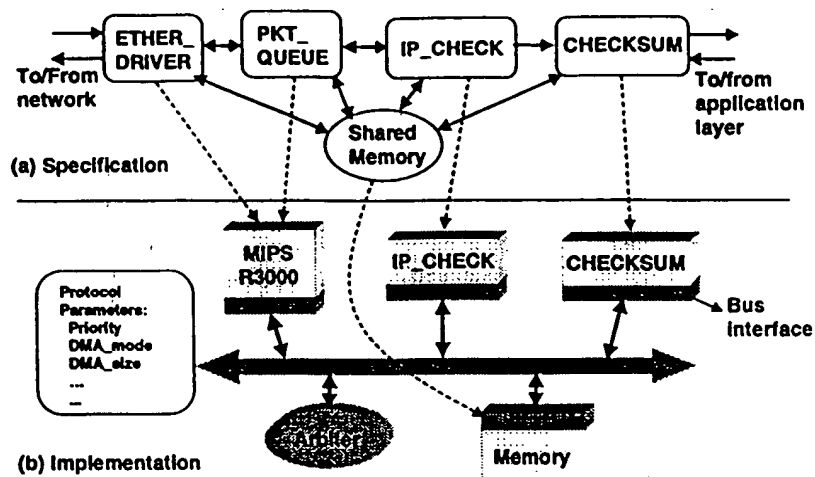 ETHER_
DRIVER
PKT_
QUEUE
IP_CHECK
CHECKSUM
To/From
network
To/from
application
layer
Shared
Memory
(a) Specification
MIPS
R3000
IP_CHECK
CHECKSUM
Bus
interface
Protocol
Parameters:
Priority
DMA_mode
DMA_size
...
...
Arbiter
Memory
(b) Implementation